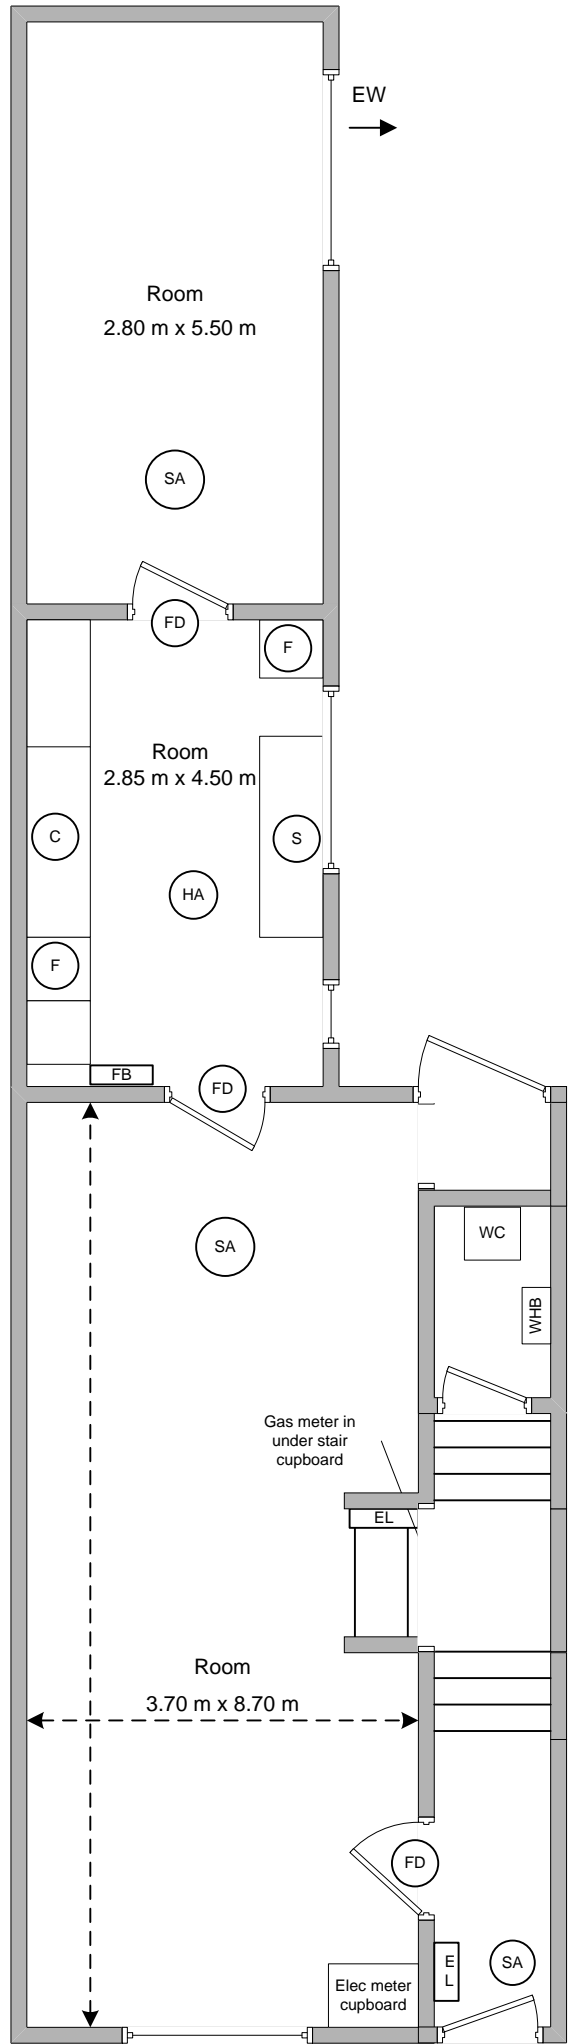 EW
Room
2.80 m x 5.50 m
SA
FD
F
Room
2.85 m x 4.50 m
C
S
HA
F
FB
FD
SA
WC
WHB
Gas meter in
under stair
cupboard
EL
Room
3.70 m x 8.70 m
FD
E
L
SA
Elec meter
cupboard